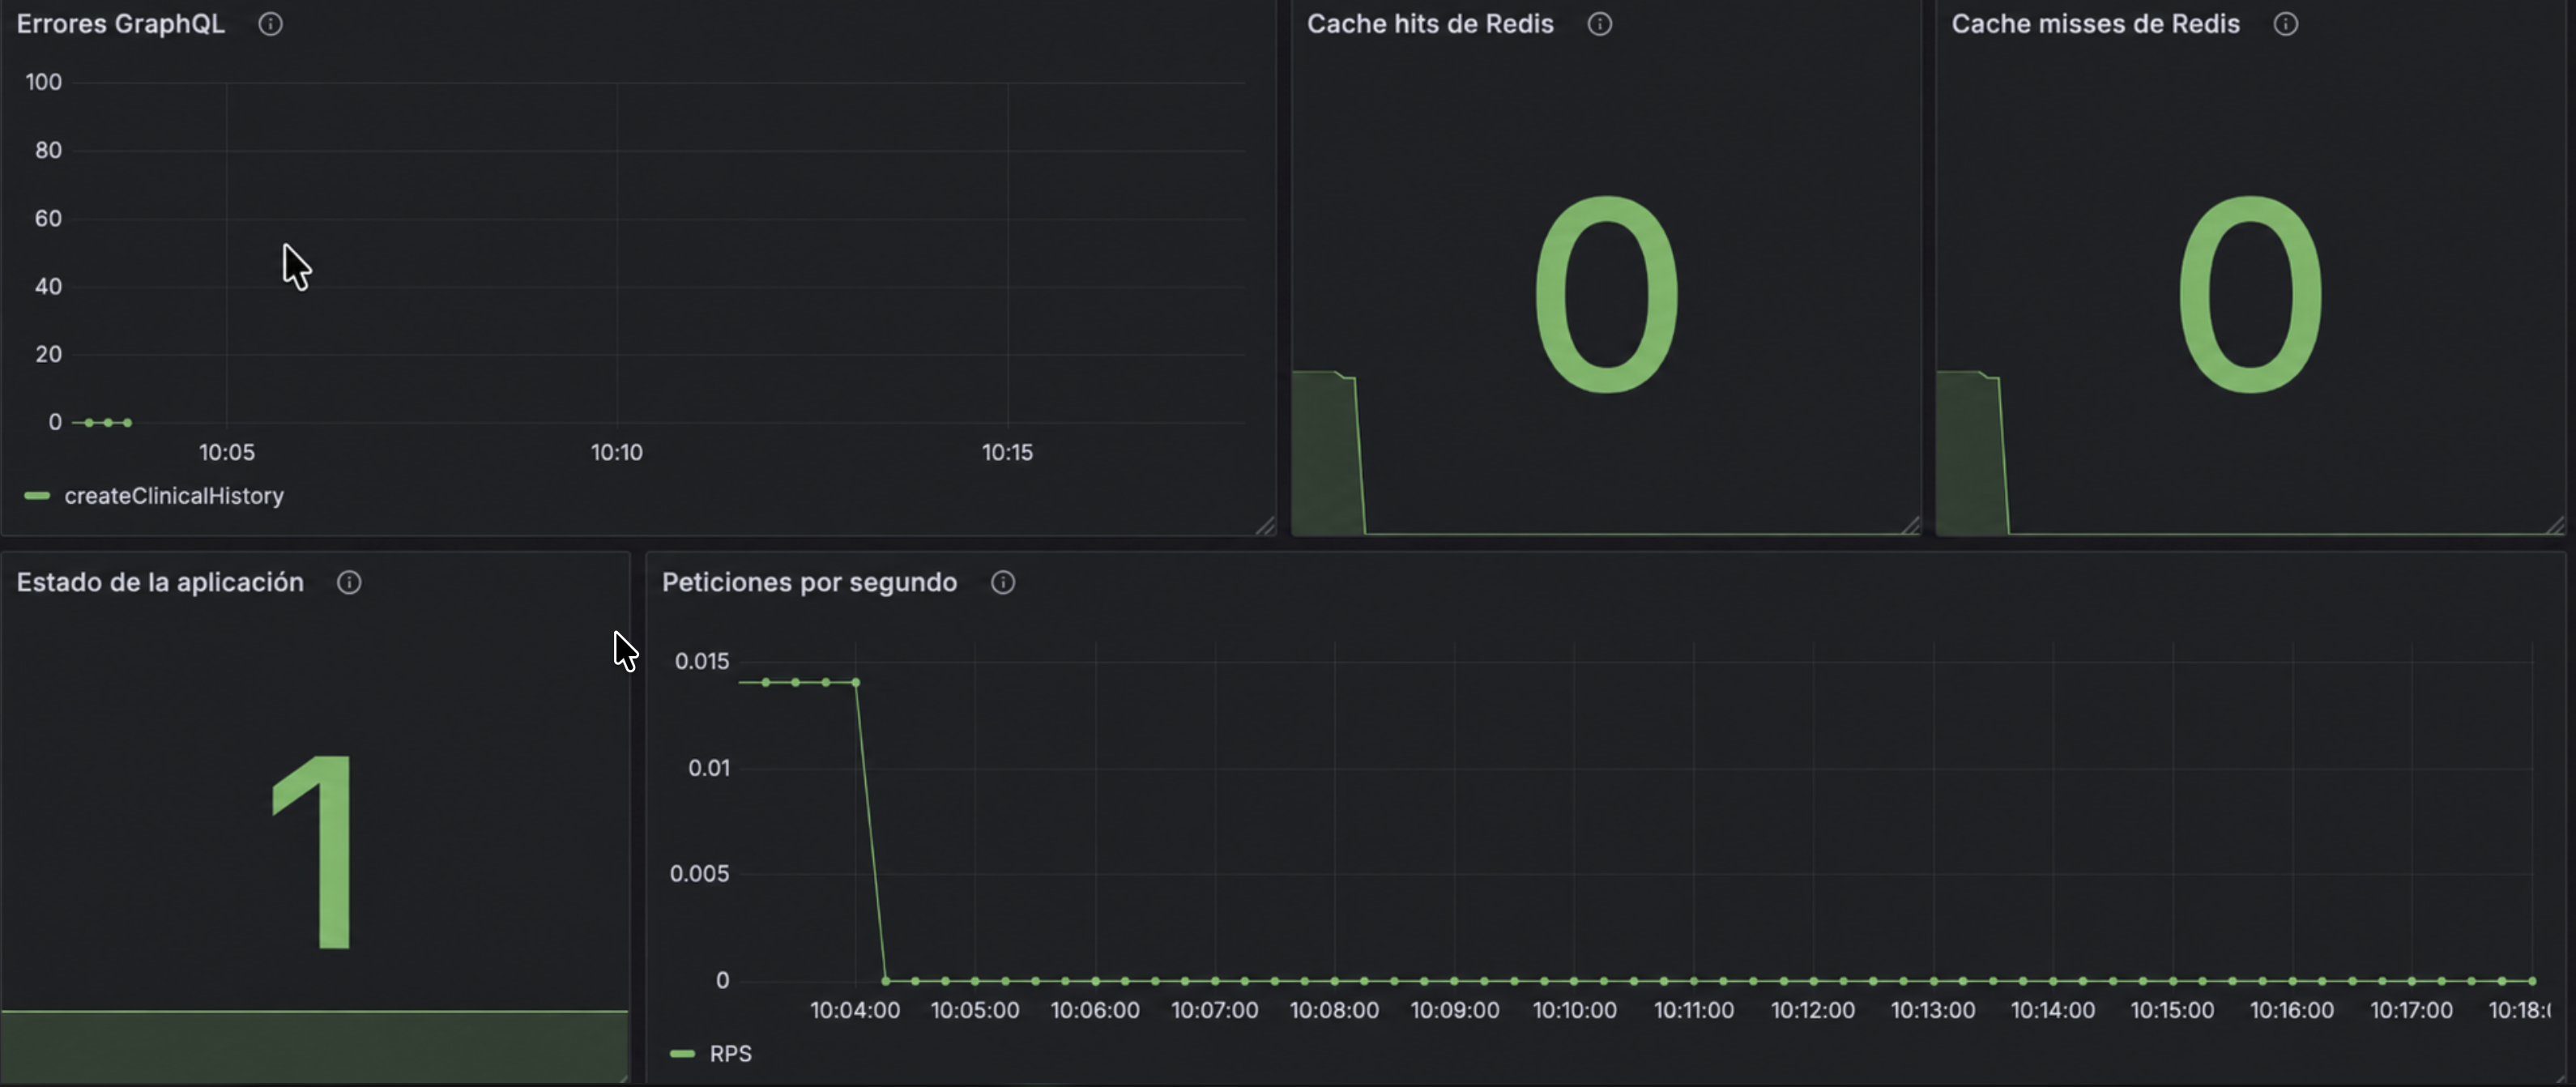 Errores GraphQL
100
80
60
40
20
0
10:05 10:10 10:15
createClinicalHistory
Cache hits de Redis
0
Cache misses de Redis
0
Estado de la aplicación
1
Peticiones por segundo
0.015
0.01
0.005
0
10:04:00 10:05:00 10:06:00 10:07:00 10:08:00 10:09:00 10:10:00 10:11:00 10:12:00 10:13:00 10:14:00 10:15:00 10:16:00 10:17:00 10:18:
RPS